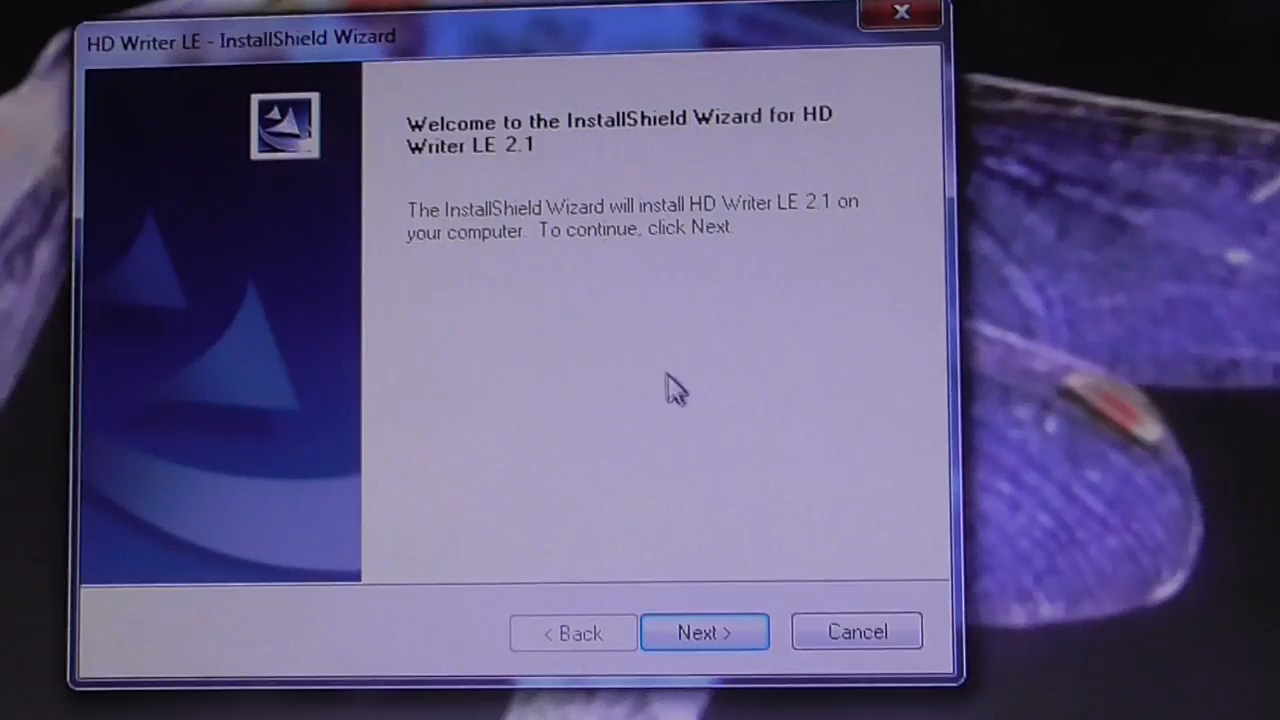 HD Writer LE - InstallShield Wizard
Welcome to the InstallShield Wizard for HD
Writer LE 2.1
The InstallShield Wizard will install HD Writer LE 2.1 on
your computer. To continue, click Next.
< Back
Next >
Cancel